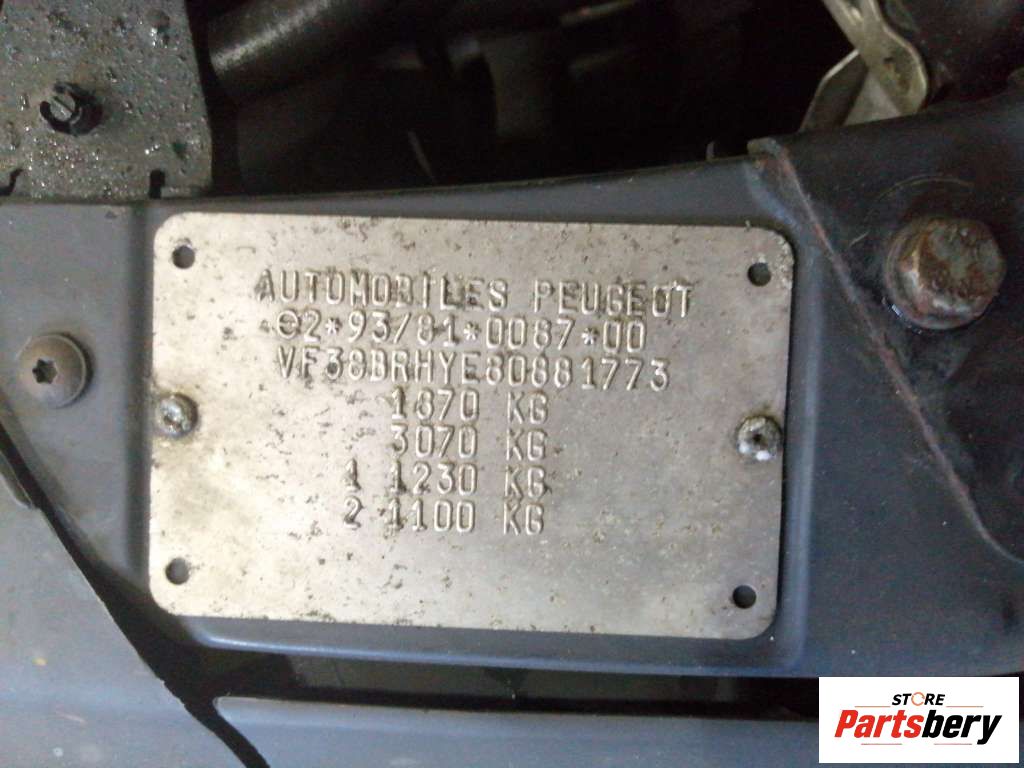 AUTOMOBILES PEUGEOT
e2*93/81*0087*00
VF38BRHYE80881773
1870 KG
3070 KG
1 1230 KG
2 1100 KG
STORE
Partsbery